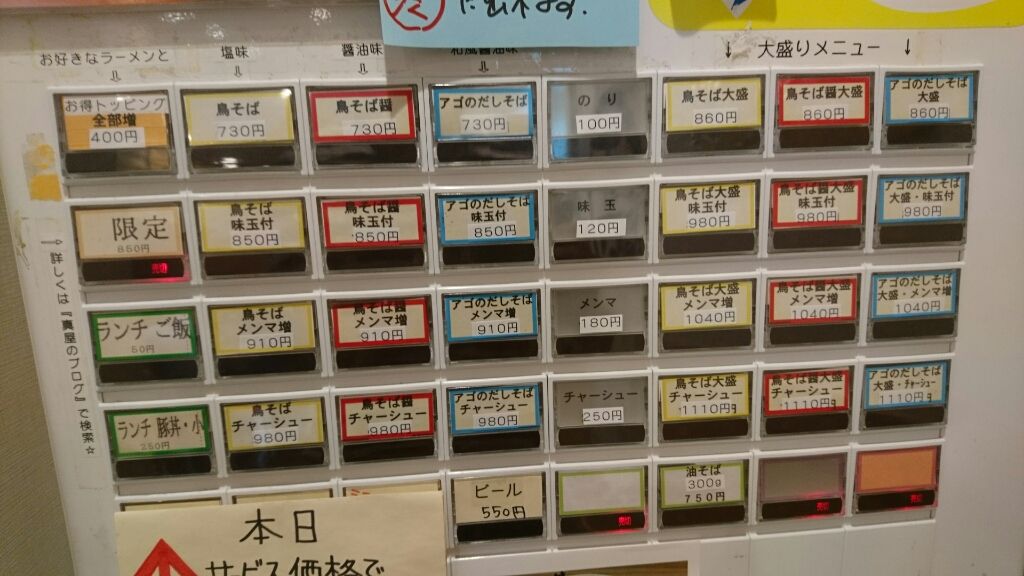 に出来ます。
お好きなラーメンと
⇓
塩味
⇓
醤油味
⇓
和風醤油味
⇓
↓ 大盛りメニュー ↓
お得トッピング
全部増
400円
鳥そば
730円
鳥そば醤
730円
アゴのだしそば
730円
のり
100円
鳥そば大盛
860円
鳥そば醤大盛
860円
アゴのだしそば
大盛
860円
限定
850円
売切
鳥そば
味玉付
850円
鳥そば醤
味玉付
850円
アゴのだしそば
味玉付
850円
味玉
120円
鳥そば大盛
味玉付
980円
鳥そば醤大盛
味玉付
980円
アゴのだしそば
大盛・味玉付
980円
ランチ ご飯
50円
鳥そば
メンマ増
910円
鳥そば醤
メンマ増
910円
アゴのだしそば
メンマ増
910円
メンマ
180円
鳥そば大盛
メンマ増
1040円
鳥そば醤大盛
メンマ増
1040円
アゴのだしそば
大盛・メンマ増
1040円
ランチ 豚丼・小
250円
鳥そば
チャーシュー
980円
鳥そば醤
チャーシュー
980円
アゴのだしそば
チャーシュー
980円
チャーシュー
250円
鳥そば大盛
チャーシュー
1110円
鳥そば醤大盛
チャーシュー
1110円
アゴのだしそば
大盛・チャーシュー
1110円
⇒詳しくは『真屋のブログ』で検索☆
ビール
550円
売切
油そば
300g
750円
売切
売切
本日
サービス価格で